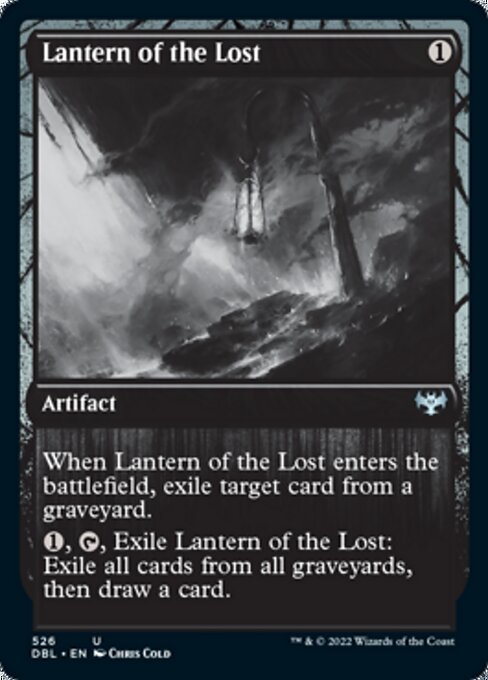 Lantern of the Lost 1
Artifact
When Lantern of the Lost enters the
battlefield, exile target card from a
graveyard.
1, , Exile Lantern of the Lost:
Exile all cards from all graveyards,
then draw a card.
526 U
DBL • EN Chris Cold
™ & © 2022 Wizards of the Coast